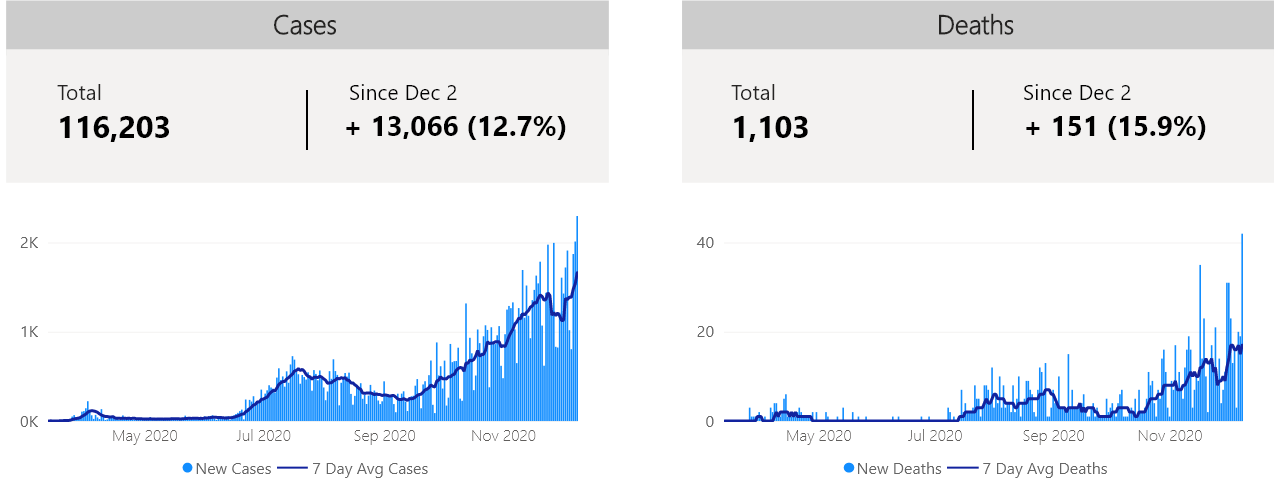 Cases
Total
116,203
Since Dec 2
+ 13,066 (12.7%)
2K
1K
0K
May 2020
Jul 2020
Sep 2020
Nov 2020
New Cases
7 Day Avg Cases
Deaths
Total
1,103
Since Dec 2
+ 151 (15.9%)
40
20
0
May 2020
Jul 2020
Sep 2020
Nov 2020
New Deaths
7 Day Avg Deaths